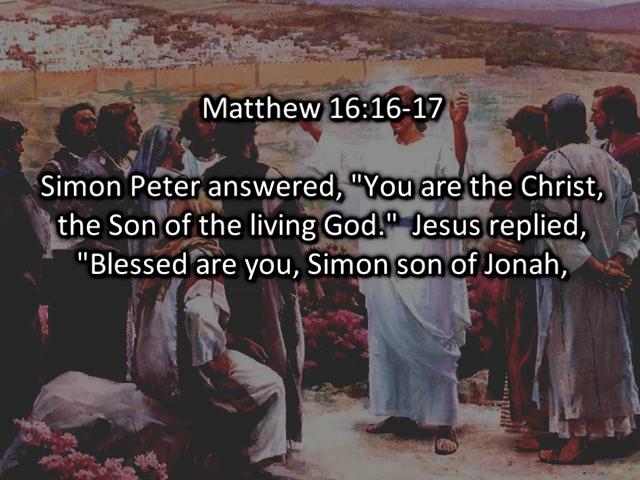 Matthew 16:16-17
Simon Peter answered, "You are the Christ,
the Son of the living God."  Jesus replied,
"Blessed are you, Simon son of Jonah,